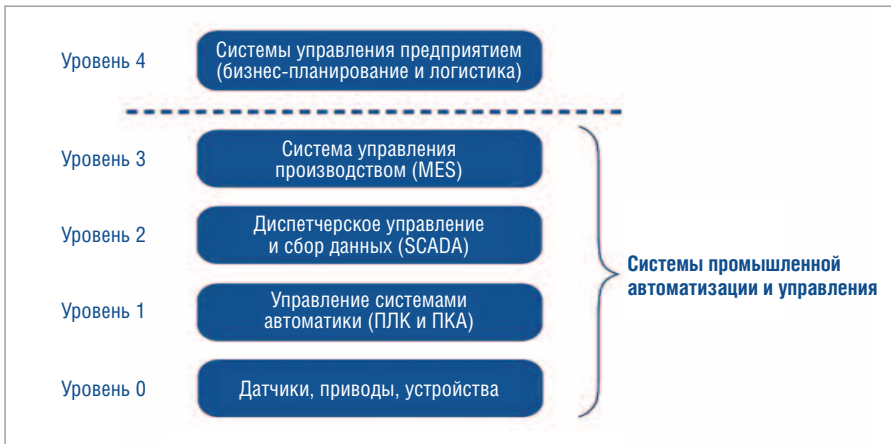 Уровень 4
Системы управления предприятием
(бизнес-планирование и логистика)
Уровень 3
Система управления
производством (MES)
Уровень 2
Диспетчерское управление
и сбор данных (SCADA)
Уровень 1
Управление системами
автоматики (ПЛК и ПКА)
Уровень 0
Датчики, приводы, устройства
Системы промышленной
автоматизации и управления